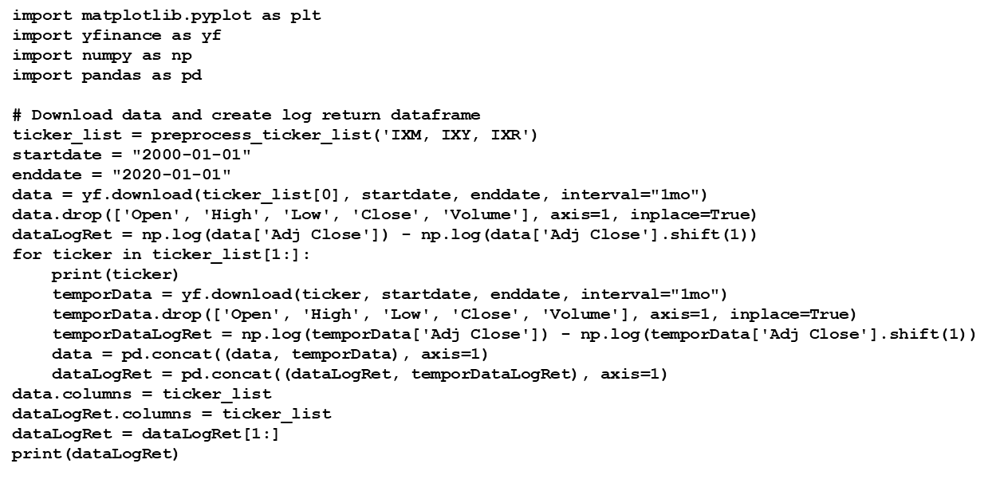 import matplotlib.pyplot as plt
import yfinance as yf
import numpy as np
import pandas as pd

# Download data and create log return dataframe
ticker_list = preprocess_ticker_list('IXM, IXY, IXR')
startdate = "2000-01-01"
enddate = "2020-01-01"
data = yf.download(ticker_list[0], startdate, enddate, interval="1mo")
data.drop(['Open', 'High', 'Low', 'Close', 'Volume'], axis=1, inplace=True)
dataLogRet = np.log(data['Adj Close']) - np.log(data['Adj Close'].shift(1))
for ticker in ticker_list[1:]:
    print(ticker)
    temporData = yf.download(ticker, startdate, enddate, interval="1mo")
    temporData.drop(['Open', 'High', 'Low', 'Close', 'Volume'], axis=1, inplace=True)
    temporDataLogRet = np.log(temporData['Adj Close']) - np.log(temporData['Adj Close'].shift(1))
    data = pd.concat((data, temporData), axis=1)
    dataLogRet = pd.concat((dataLogRet, temporDataLogRet), axis=1)
data.columns = ticker_list
dataLogRet.columns = ticker_list
dataLogRet = dataLogRet[1:]
print(dataLogRet)